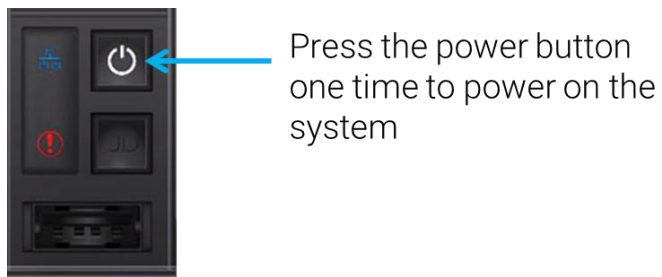 Press the power button
one time to power on the
system